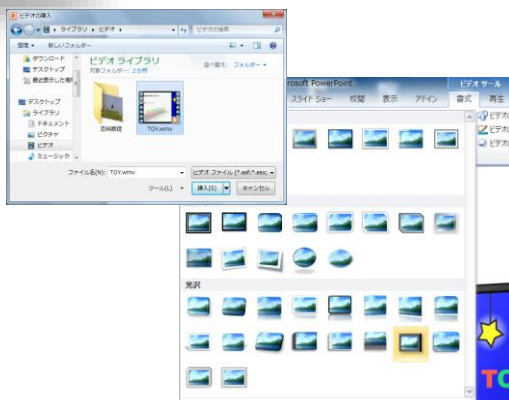 ビデオの挿入
ライブラリ ▸ ビデオ ▸
ビデオの検索
整理 ▾ 新しいフォルダー
ダウンロード
デスクトップ
最近表示した場所
デスクトップ
ライブラリ
ドキュメント
ピクチャ
ビデオ
ミュージック
ビデオ ライブラリ
対象フォルダー: 2か所
並べ替え: フォルダー ▾
TOY.wmv
ファイル名(N): TOY.wmv
ビデオ ファイル (*.asf;*.asx;
ツール(L) 挿入(S) キャンセル
rosoft PowerPoint
ビデオ ツール
スライド ショー 校閲 表示 アドイン 書式 再生
ビデオの
ビデオの
ビデオの
光沢
TO